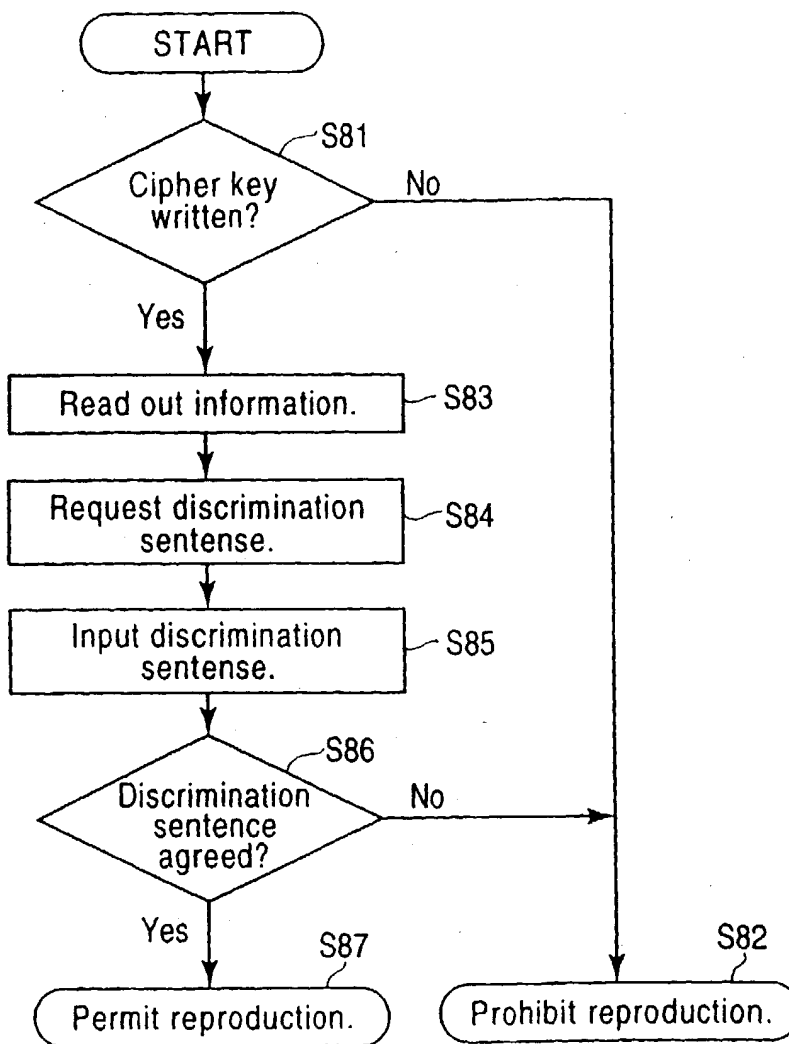 START
S81
Cipher key
written?
No
Yes
Read out information.
S83
Request discrimination
sentense.
S84
Input discrimination
sentense.
S85
S86
Discrimination
sentence
agreed?
No
Yes
S87
Permit reproduction.
S82
Prohibit reproduction.